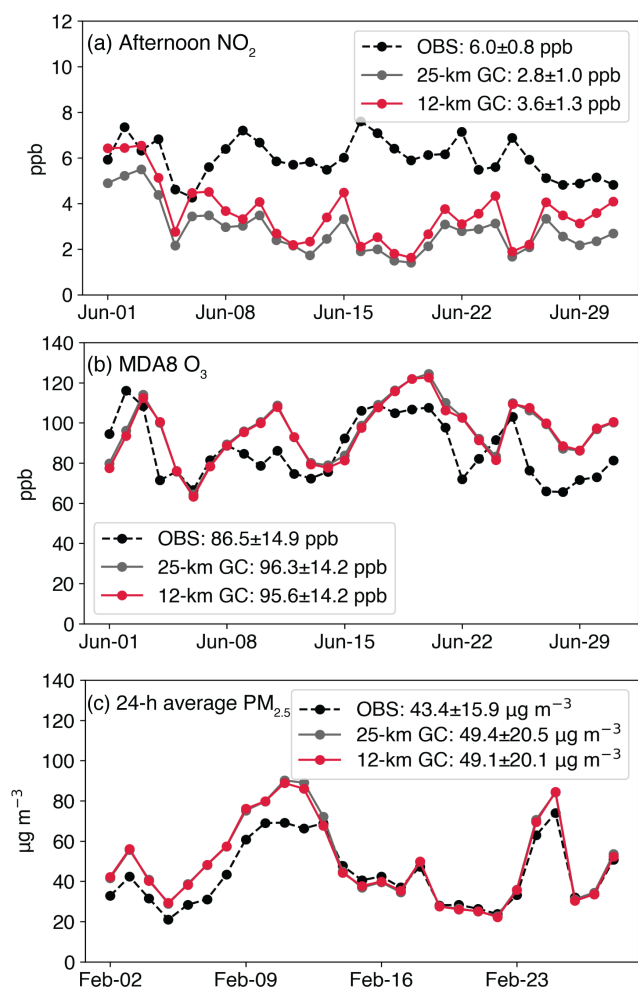 12
(a) Afternoon NO₂
OBS: 6.0±0.8 ppb
10
25-km GC: 2.8±1.0 ppb
12-km GC: 3.6±1.3 ppb
8
6
ppb
4
2
0
Jun-01 Jun-08 Jun-15 Jun-22 Jun-29
140
(b) MDA8 O₃
120
100
80
ppb
60
OBS: 86.5±14.9 ppb
40
25-km GC: 96.3±14.2 ppb
20
12-km GC: 95.6±14.2 ppb
0
Jun-01 Jun-08 Jun-15 Jun-22 Jun-29
140
(c) 24-h average PM₂.₅
OBS: 43.4±15.9 µg m⁻³
120
25-km GC: 49.4±20.5 µg m⁻³
100
12-km GC: 49.1±20.1 µg m⁻³
80
µg m⁻³
60
40
20
0
Feb-02 Feb-09 Feb-16 Feb-23